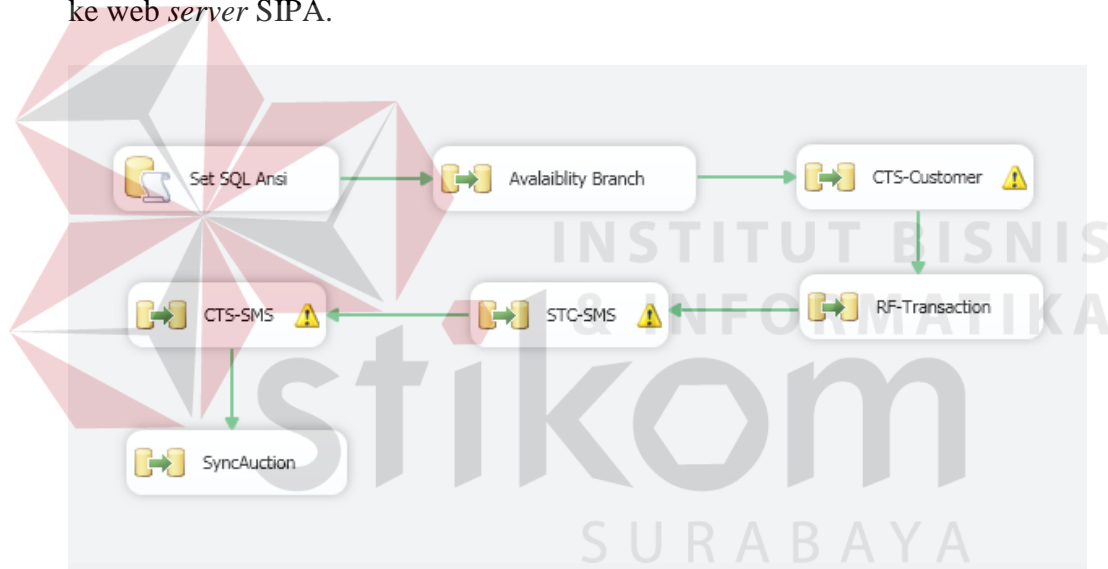 ke web server SIPA.
Set SQL Ansi
Avalaiblity Branch
CTS-Customer
INSTITUT BISNIS
& INFORMATIKA
CTS-SMS
STC-SMS
RF-Transaction
stikom
SyncAuction
SURABAYA